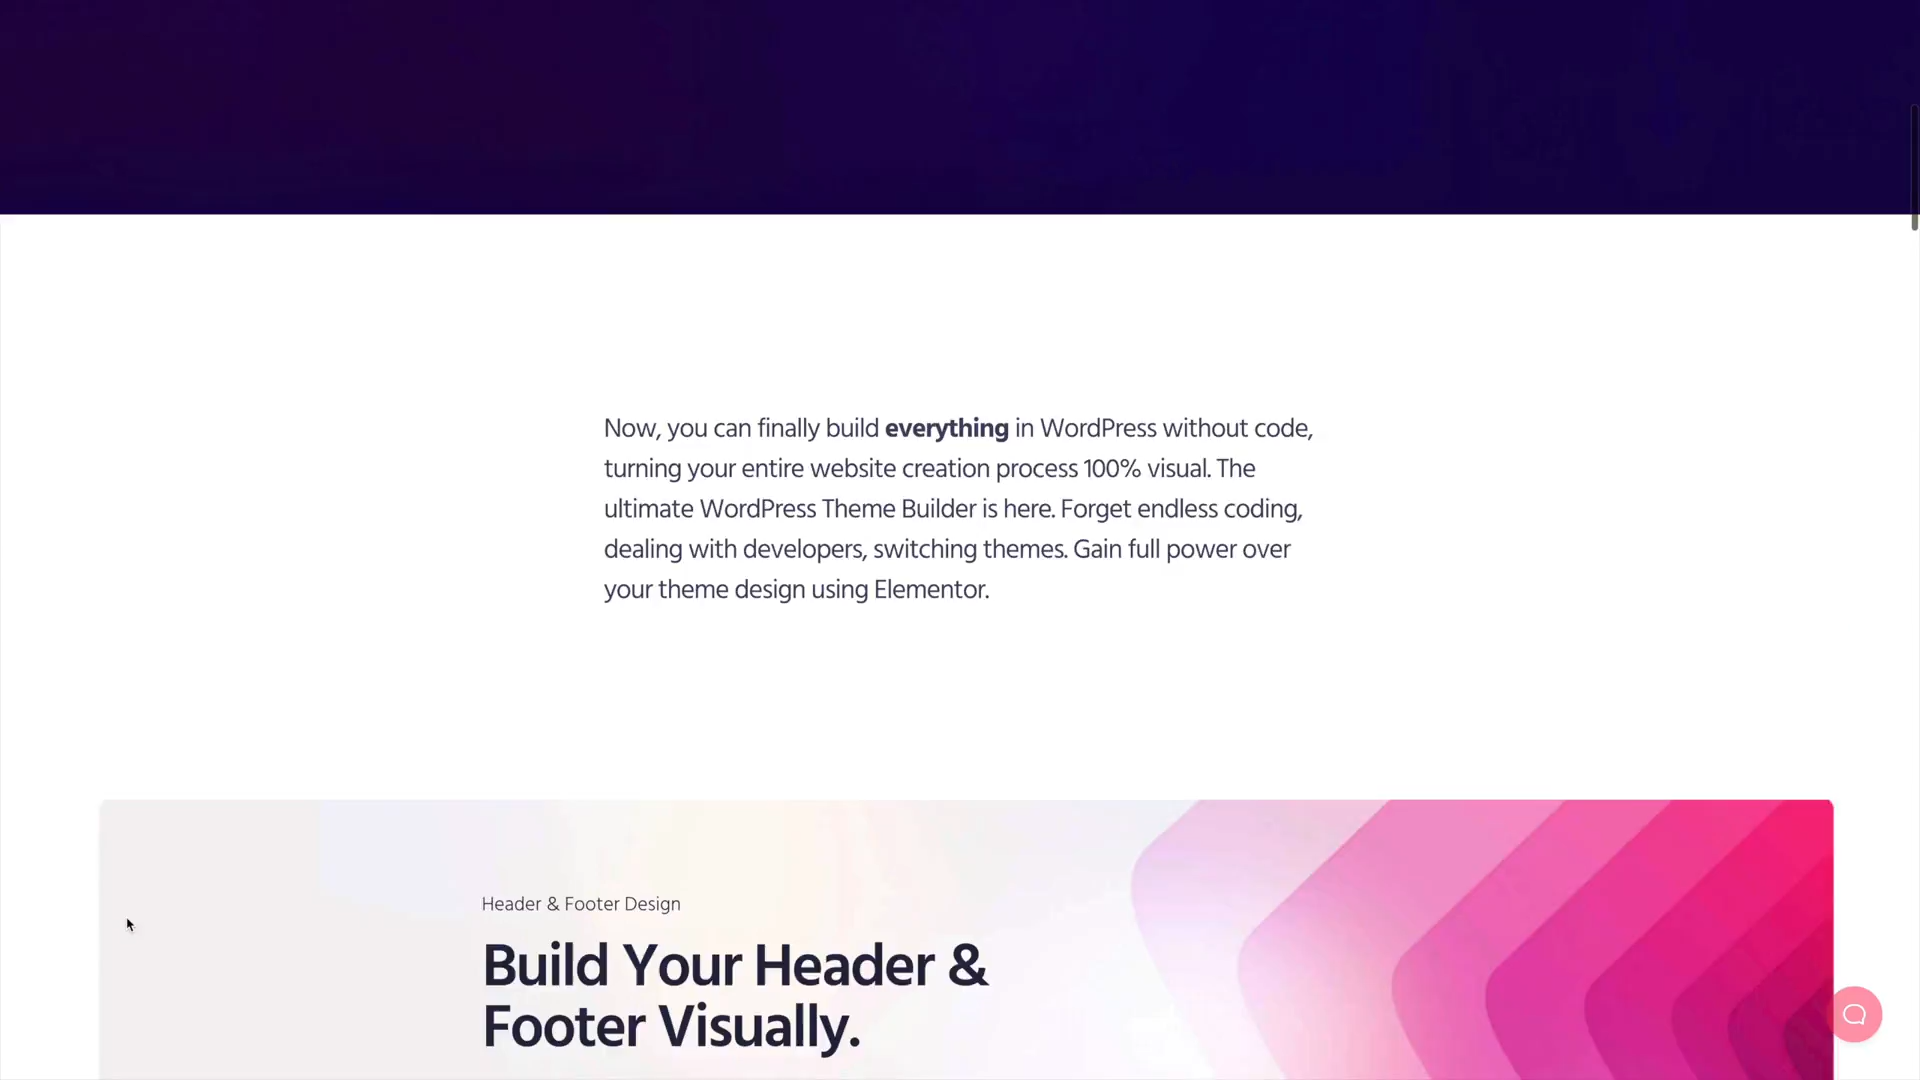 Now, you can finally build everything in WordPress without code,
turning your entire website creation process 100% visual. The
ultimate WordPress Theme Builder is here. Forget endless coding,
dealing with developers, switching themes. Gain full power over
your theme design using Elementor.
Header & Footer Design
Build Your Header &
Footer Visually.